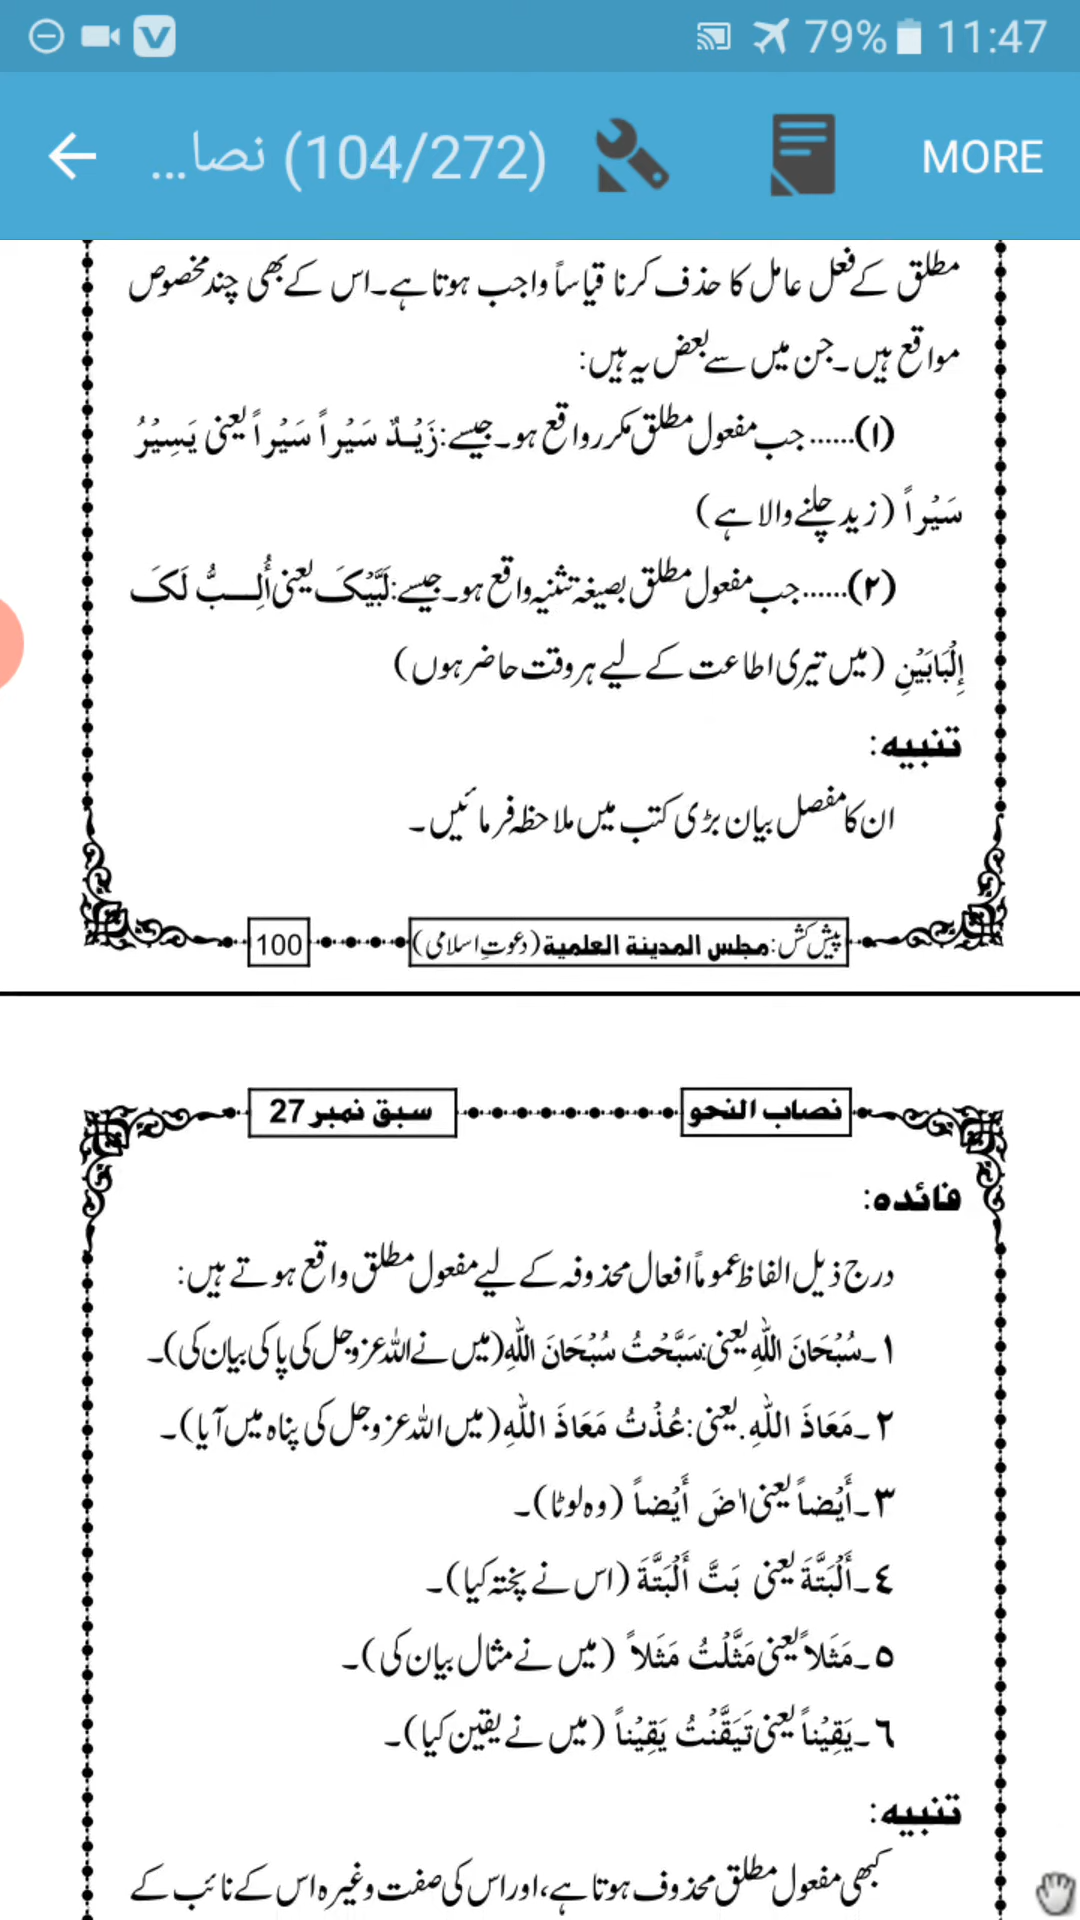 79% 11:47
نصا... (104/272) MORE
مطلق کے فعل عامل کا حذف کرنا قیاساً واجب ہوتا ہے۔اس کے بھی چند مخصوص
مواقع ہیں۔جن میں سے بعض یہ ہیں:
(۱)......جب مفعول مطلق مکرر واقع ہو۔جیسے:زَیْدٌ سَیْراً سَیْراً یعنی یَسِیْرُ
سَیْراً (زید چلنے والا ہے)
(۲)......جب مفعول مطلق بصیغہ تثنیہ واقع ہو۔جیسے:لَبَّیْکَ یعنی أُلِبُّ لَکَ
إِلْبَابَیْنِ (میں تیری اطاعت کے لیے ہر وقت حاضر ہوں)
تنبیه:
ان کا مفصل بیان بڑی کتب میں ملاحظہ فرمائیں۔
پیش کش:مجلس المدینة العلمیة(دعوتِ اسلامی) 100
نصاب النحو سبق نمبر 27
فائده:
درج ذیل الفاظ عموماً افعال محذوفہ کے لیے مفعول مطلق واقع ہوتے ہیں:
۱۔سُبْحَانَ اللّٰهِ یعنی:سَبَّحْتُ سُبْحَانَ اللّٰهِ(میں نے اللہ عزوجل کی پاکی بیان کی)۔
۲۔مَعَاذَ اللّٰهِ.یعنی:عُذْتُ مَعَاذَ اللّٰهِ(میں اللہ عزوجل کی پناہ میں آیا)۔
۳۔أَیْضاً یعنی اٰضَ أَیْضاً (وہ لوٹا)۔
٤۔أَلْبَتَّةَ یعنی بَتَّ أَلْبَتَّةَ (اس نے پختہ کیا)۔
٥۔مَثَلاً یعنی مَثَّلْتُ مَثَلاً (میں نے مثال بیان کی)۔
٦۔یَقِیْناً یعنی تَیَقَّنْتُ یَقِیْناً (میں نے یقین کیا)۔
تنبیه:
کبھی مفعول مطلق محذوف ہوتا ہے،اور اس کی صفت وغیرہ اس کے نائب کے